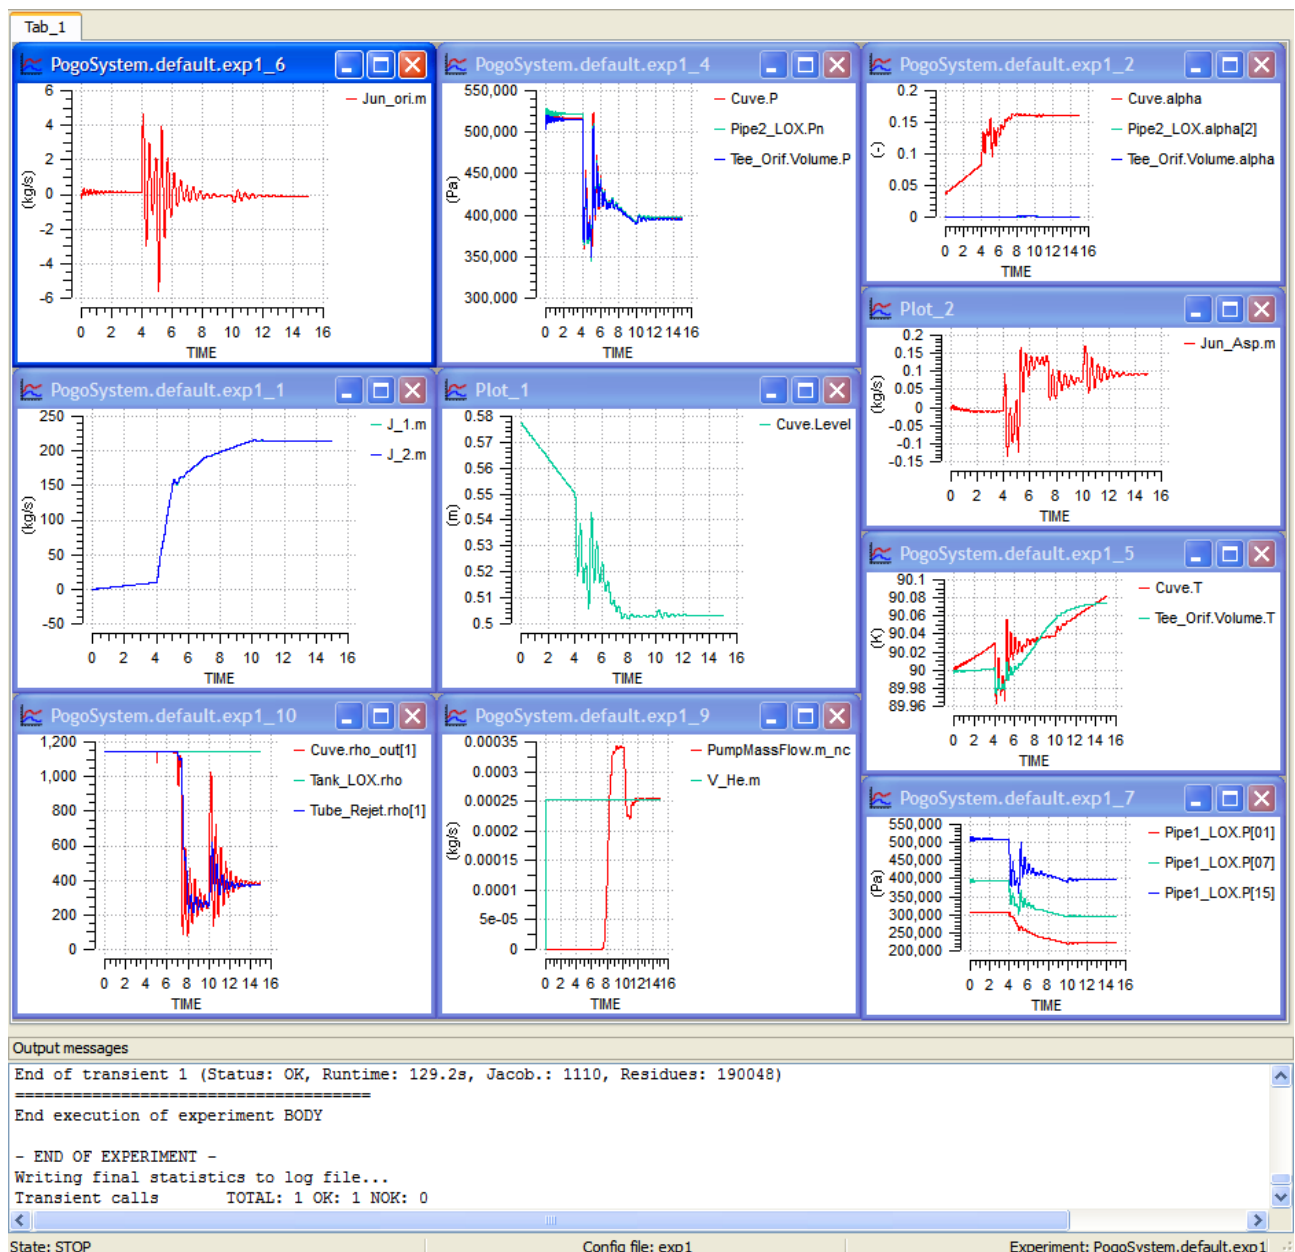 Tab_1
PogoSystem.default.exp1_6
6
4
2
0
-2
-4
-6
(kg/s)
Jun_ori.m
0 2 4 6 8 10 12 14 16
TIME
PogoSystem.default.exp1_4
550,000
500,000
450,000
400,000
350,000
300,000
(Pa)
Cuve.P
Pipe2_LOX.Pn
Tee_Orif.Volume.P
0 2 4 6 8 10 12 14 16
TIME
PogoSystem.default.exp1_2
0.2
0.15
0.1
0.05
0
(-)
Cuve.alpha
Pipe2_LOX.alpha[2]
Tee_Orif.Volume.alpha
0 2 4 6 8 10 12 14 16
TIME
Plot_2
0.2
0.15
0.1
0.05
0
-0.05
-0.1
-0.15
(kg/s)
Jun_Asp.m
0 2 4 6 8 10 12 14 16
TIME
PogoSystem.default.exp1_1
250
200
150
100
50
0
-50
(kg/s)
J_1.m
J_2.m
0 2 4 6 8 10 12 14 16
TIME
Plot_1
0.58
0.57
0.56
0.55
0.54
0.53
0.52
0.51
0.5
(m)
Cuve.Level
0 2 4 6 8 10 12 14 16
TIME
PogoSystem.default.exp1_5
90.1
90.08
90.06
90.04
90.02
90
89.98
89.96
(K)
Cuve.T
Tee_Orif.Volume.T
0 2 4 6 8 10 12 14 16
TIME
PogoSystem.default.exp1_10
1,200
1,000
800
600
400
200
0
Cuve.rho_out[1]
Tank_LOX.rho
Tube_Rejet.rho[1]
0 2 4 6 8 10 12 14 16
TIME
PogoSystem.default.exp1_9
0.00035
0.0003
0.00025
0.0002
0.00015
0.0001
5e-05
0
(kg/s)
PumpMassFlow.m_nc
V_He.m
0 2 4 6 8 10 12 14 16
TIME
PogoSystem.default.exp1_7
550,000
500,000
450,000
400,000
350,000
300,000
250,000
200,000
(Pa)
Pipe1_LOX.P[01]
Pipe1_LOX.P[07]
Pipe1_LOX.P[15]
0 2 4 6 8 10 12 14 16
TIME
Output messages
End of transient 1 (Status: OK, Runtime: 129.2s, Jacob.: 1110, Residues: 190048)
=====================================
End execution of experiment BODY
- END OF EXPERIMENT -
Writing final statistics to log file...
Transient calls TOTAL: 1 OK: 1 NOK: 0
State: STOP Config file: exp1 Experiment: PogoSystem.default.exp1